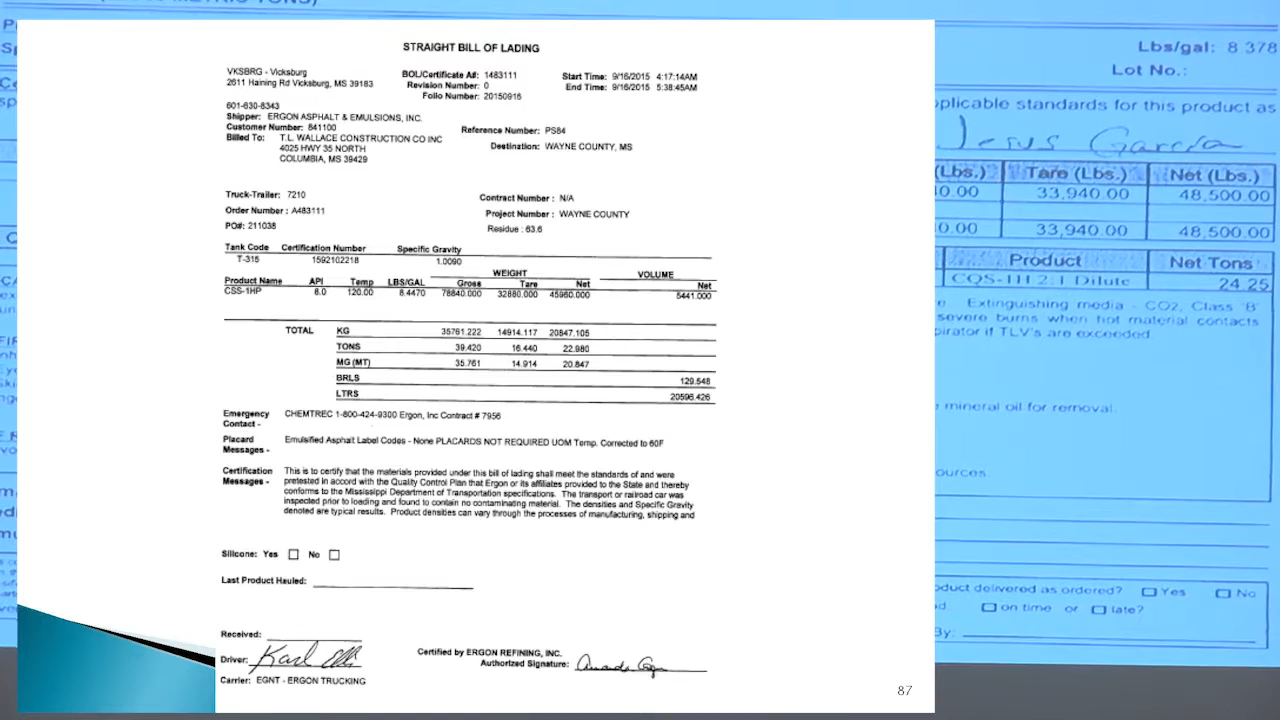 STRAIGHT BILL OF LADING
VKSBRG - Vicksburg
2611 Haining Rd Vicksburg, MS 39183
BOL/Certificate A#: 1483111
Revision Number: 0
Folio Number: 20150916
Start Time: 9/16/2015 4:17:14AM
End Time: 9/16/2015 5:38:45AM
601-630-8343
Shipper: ERGON ASPHALT & EMULSIONS, INC.
Customer Number: 841100
Billed To: T.L. WALLACE CONSTRUCTION CO INC
4025 HWY 35 NORTH
COLUMBIA, MS 39429
Reference Number: PS84
Destination: WAYNE COUNTY, MS
Truck-Trailer: 7210
Order Number : A483111
PO#: 211038
Contract Number : N/A
Project Number : WAYNE COUNTY
Residue : 63.6
Tank Code Certification Number Specific Gravity
T-315 1592102218 1.0090
WEIGHT VOLUME
Product Name API Temp LBS/GAL Gross Tare Net Net
CSS-1HP 8.0 120.00 8.4470 78840.000 32880.000 45960.000 5441.000
TOTAL KG 35761.222 14914.117 20847.105
TONS 39.420 16.440 22.980
MG (MT) 35.761 14.914 20.847
BRLS 129.548
LTRS 20596.426
Emergency Contact - CHEMTREC 1-800-424-9300 Ergon, Inc Contract # 7956
Placard Messages - Emulsified Asphalt Label Codes - None PLACARDS NOT REQUIRED UOM Temp. Corrected to 60F
Certification Messages - This is to certify that the materials provided under this bill of lading shall meet the standards of and were
pretested in accord with the Quality Control Plan that Ergon or its affiliates provided to the State and thereby
conforms to the Mississippi Department of Transportation specifications. The transport or railroad car was
inspected prior to loading and found to contain no contaminating material. The densities and Specific Gravity
denoted are typical results. Product densities can vary through the processes of manufacturing, shipping and
Silicone: Yes No
Last Product Hauled:
Received:
Driver: Karl Ellis
Carrier: EGNT - ERGON TRUCKING
Certified by ERGON REFINING, INC.
Authorized Signature: Amanda
87
Lbs/gal: 8.378
Lot No.:
applicable standards for this product as
Jesus Garcia
(Lbs.) Tare (Lbs.) Net (Lbs.)
0.00 33,940.00 48,500.00
0.00 33,940.00 48,500.00
Product Net Tons
CQS-1H 2:1 Dilute 24.25
Extinguishing media - CO2, Class 'B'
severe burns when hot material contacts
if TLV's are exceeded
mineral oil for removal.
delivered as ordered? Yes No
on time or late?
By: